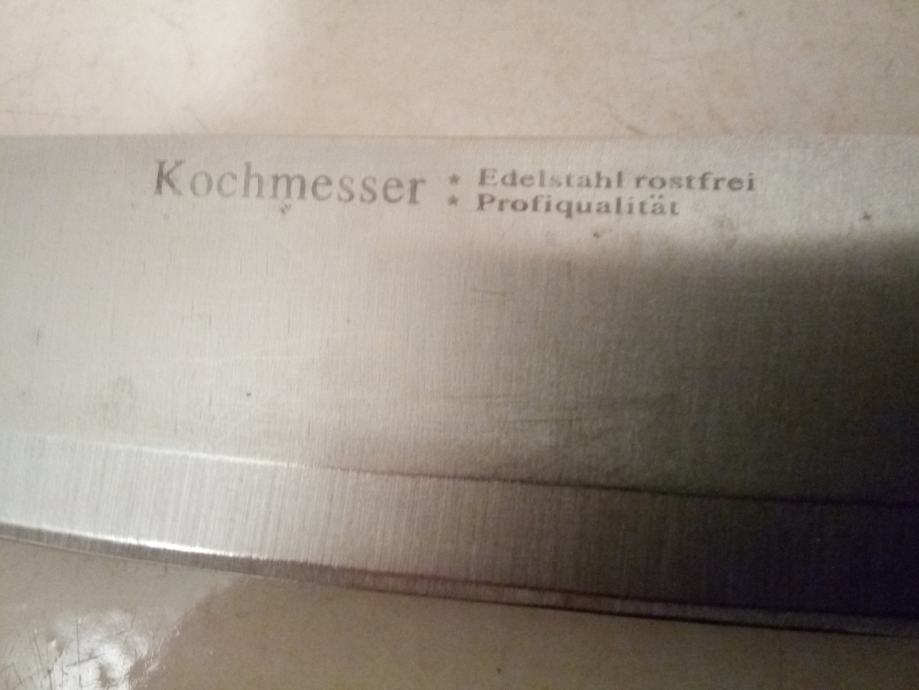 Kochmesser * Edelstahl rostfrei
* Profiqualität